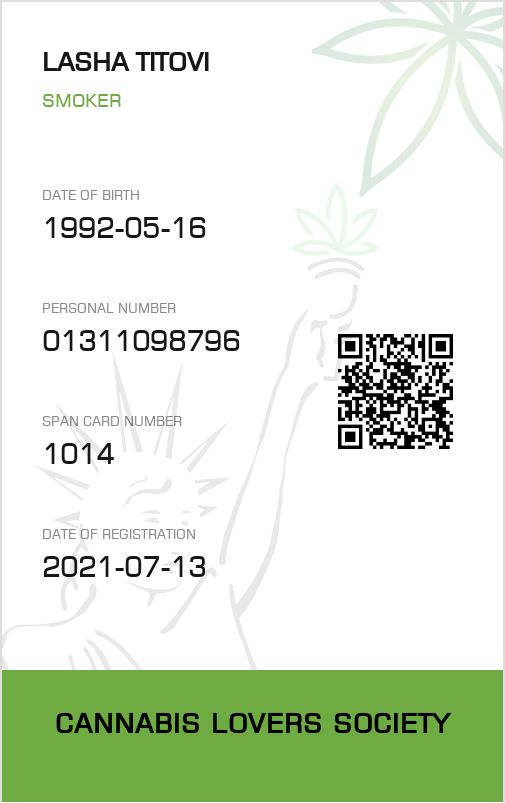 LASHA TITOVI
SMOKER
DATE OF BIRTH
1992-05-16
PERSONAL NUMBER
01311098796
SPAN CARD NUMBER
1014
DATE OF REGISTRATION
2021-07-13
CANNABIS LOVERS SOCIETY